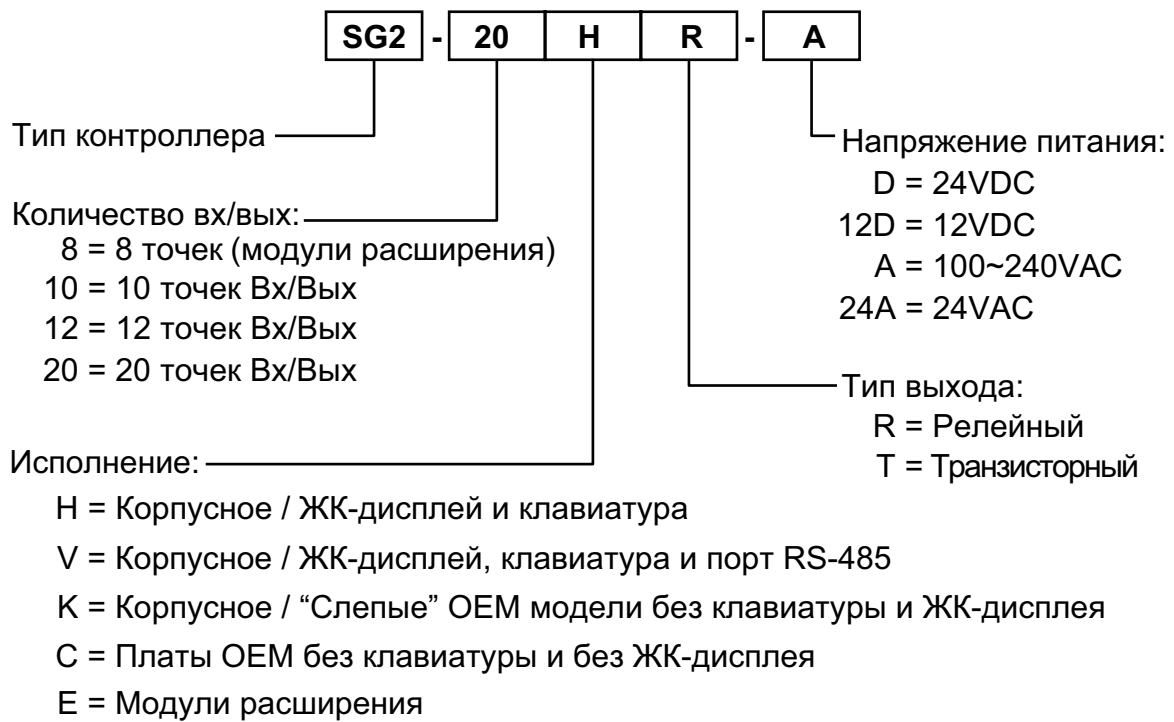 SG2 - 20 H R - A
Тип контроллера
Количество вх/вых:
8 = 8 точек (модули расширения)
10 = 10 точек Вх/Вых
12 = 12 точек Вх/Вых
20 = 20 точек Вх/Вых
Напряжение питания:
D = 24VDC
12D = 12VDC
A = 100~240VAC
24A = 24VAC
Тип выхода:
R = Релейный
T = Транзисторный
Исполнение:
H = Корпусное / ЖК-дисплей и клавиатура
V = Корпусное / ЖК-дисплей, клавиатура и порт RS-485
K = Корпусное / “Слепые” OEM модели без клавиатуры и ЖК-дисплея
C = Платы OEM без клавиатуры и без ЖК-дисплея
E = Модули расширения